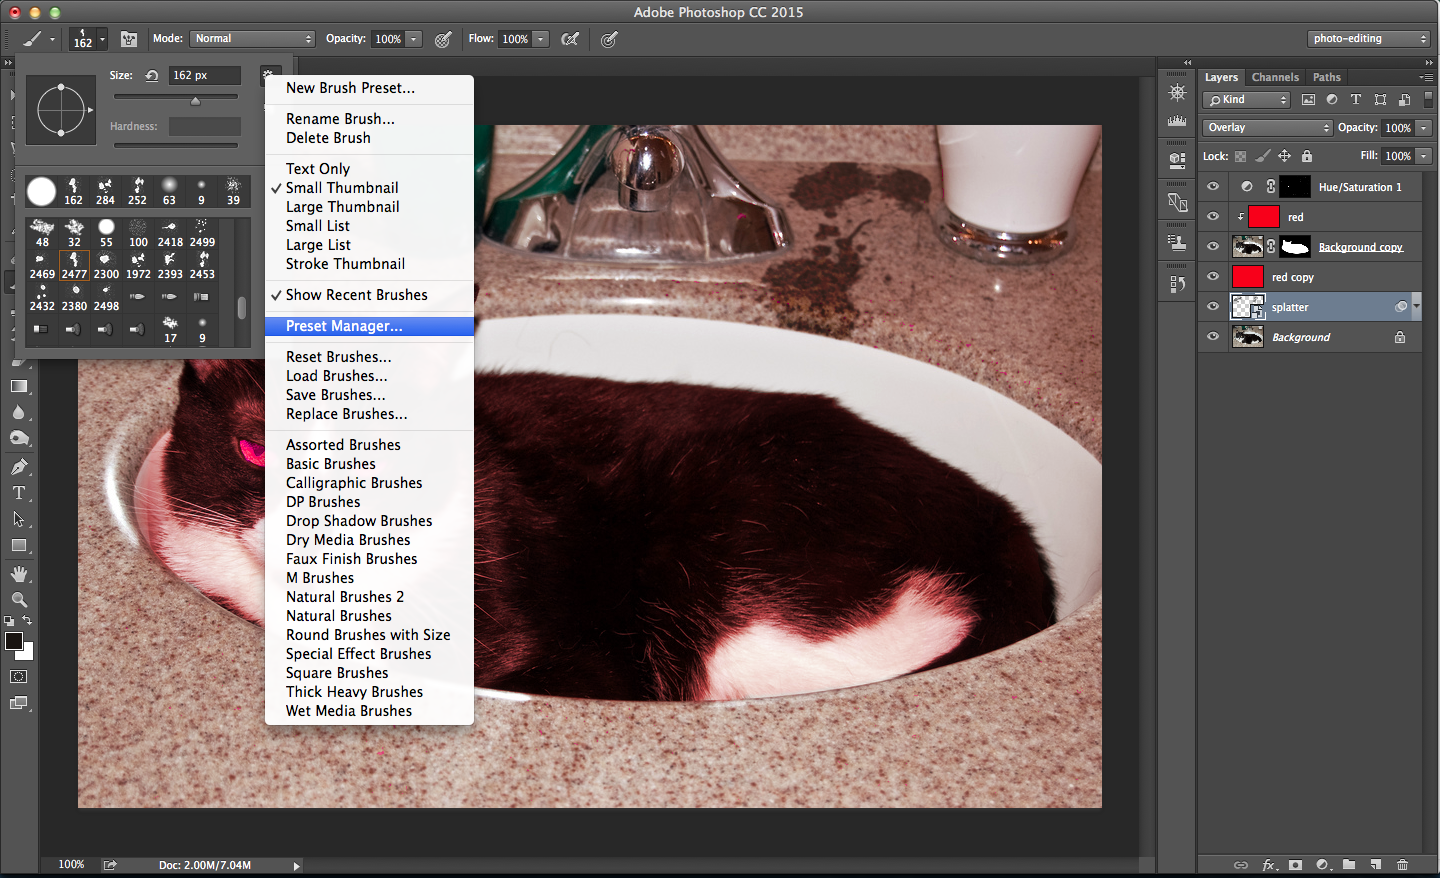 Adobe Photoshop CC 2015
162 Mode: Normal Opacity: 100% Flow: 100% photo-editing
Size: 162 px
Hardness:
162 284 252 63 9 39
48 32 55 100 2418 2499
2469 2477 2300 1972 2393 2453
2432 2380 2498
17 9
New Brush Preset...
Rename Brush...
Delete Brush
Text Only
Small Thumbnail
Large Thumbnail
Small List
Large List
Stroke Thumbnail
Show Recent Brushes
Preset Manager...
Reset Brushes...
Load Brushes...
Save Brushes...
Replace Brushes...
Assorted Brushes
Basic Brushes
Calligraphic Brushes
DP Brushes
Drop Shadow Brushes
Dry Media Brushes
Faux Finish Brushes
M Brushes
Natural Brushes 2
Natural Brushes
Round Brushes with Size
Special Effect Brushes
Square Brushes
Thick Heavy Brushes
Wet Media Brushes
Layers Channels Paths
Kind
Overlay Opacity: 100%
Lock: Fill: 100%
Hue/Saturation 1
red
Background copy
red copy
splatter
Background
100% Doc: 2.00M/7.04M